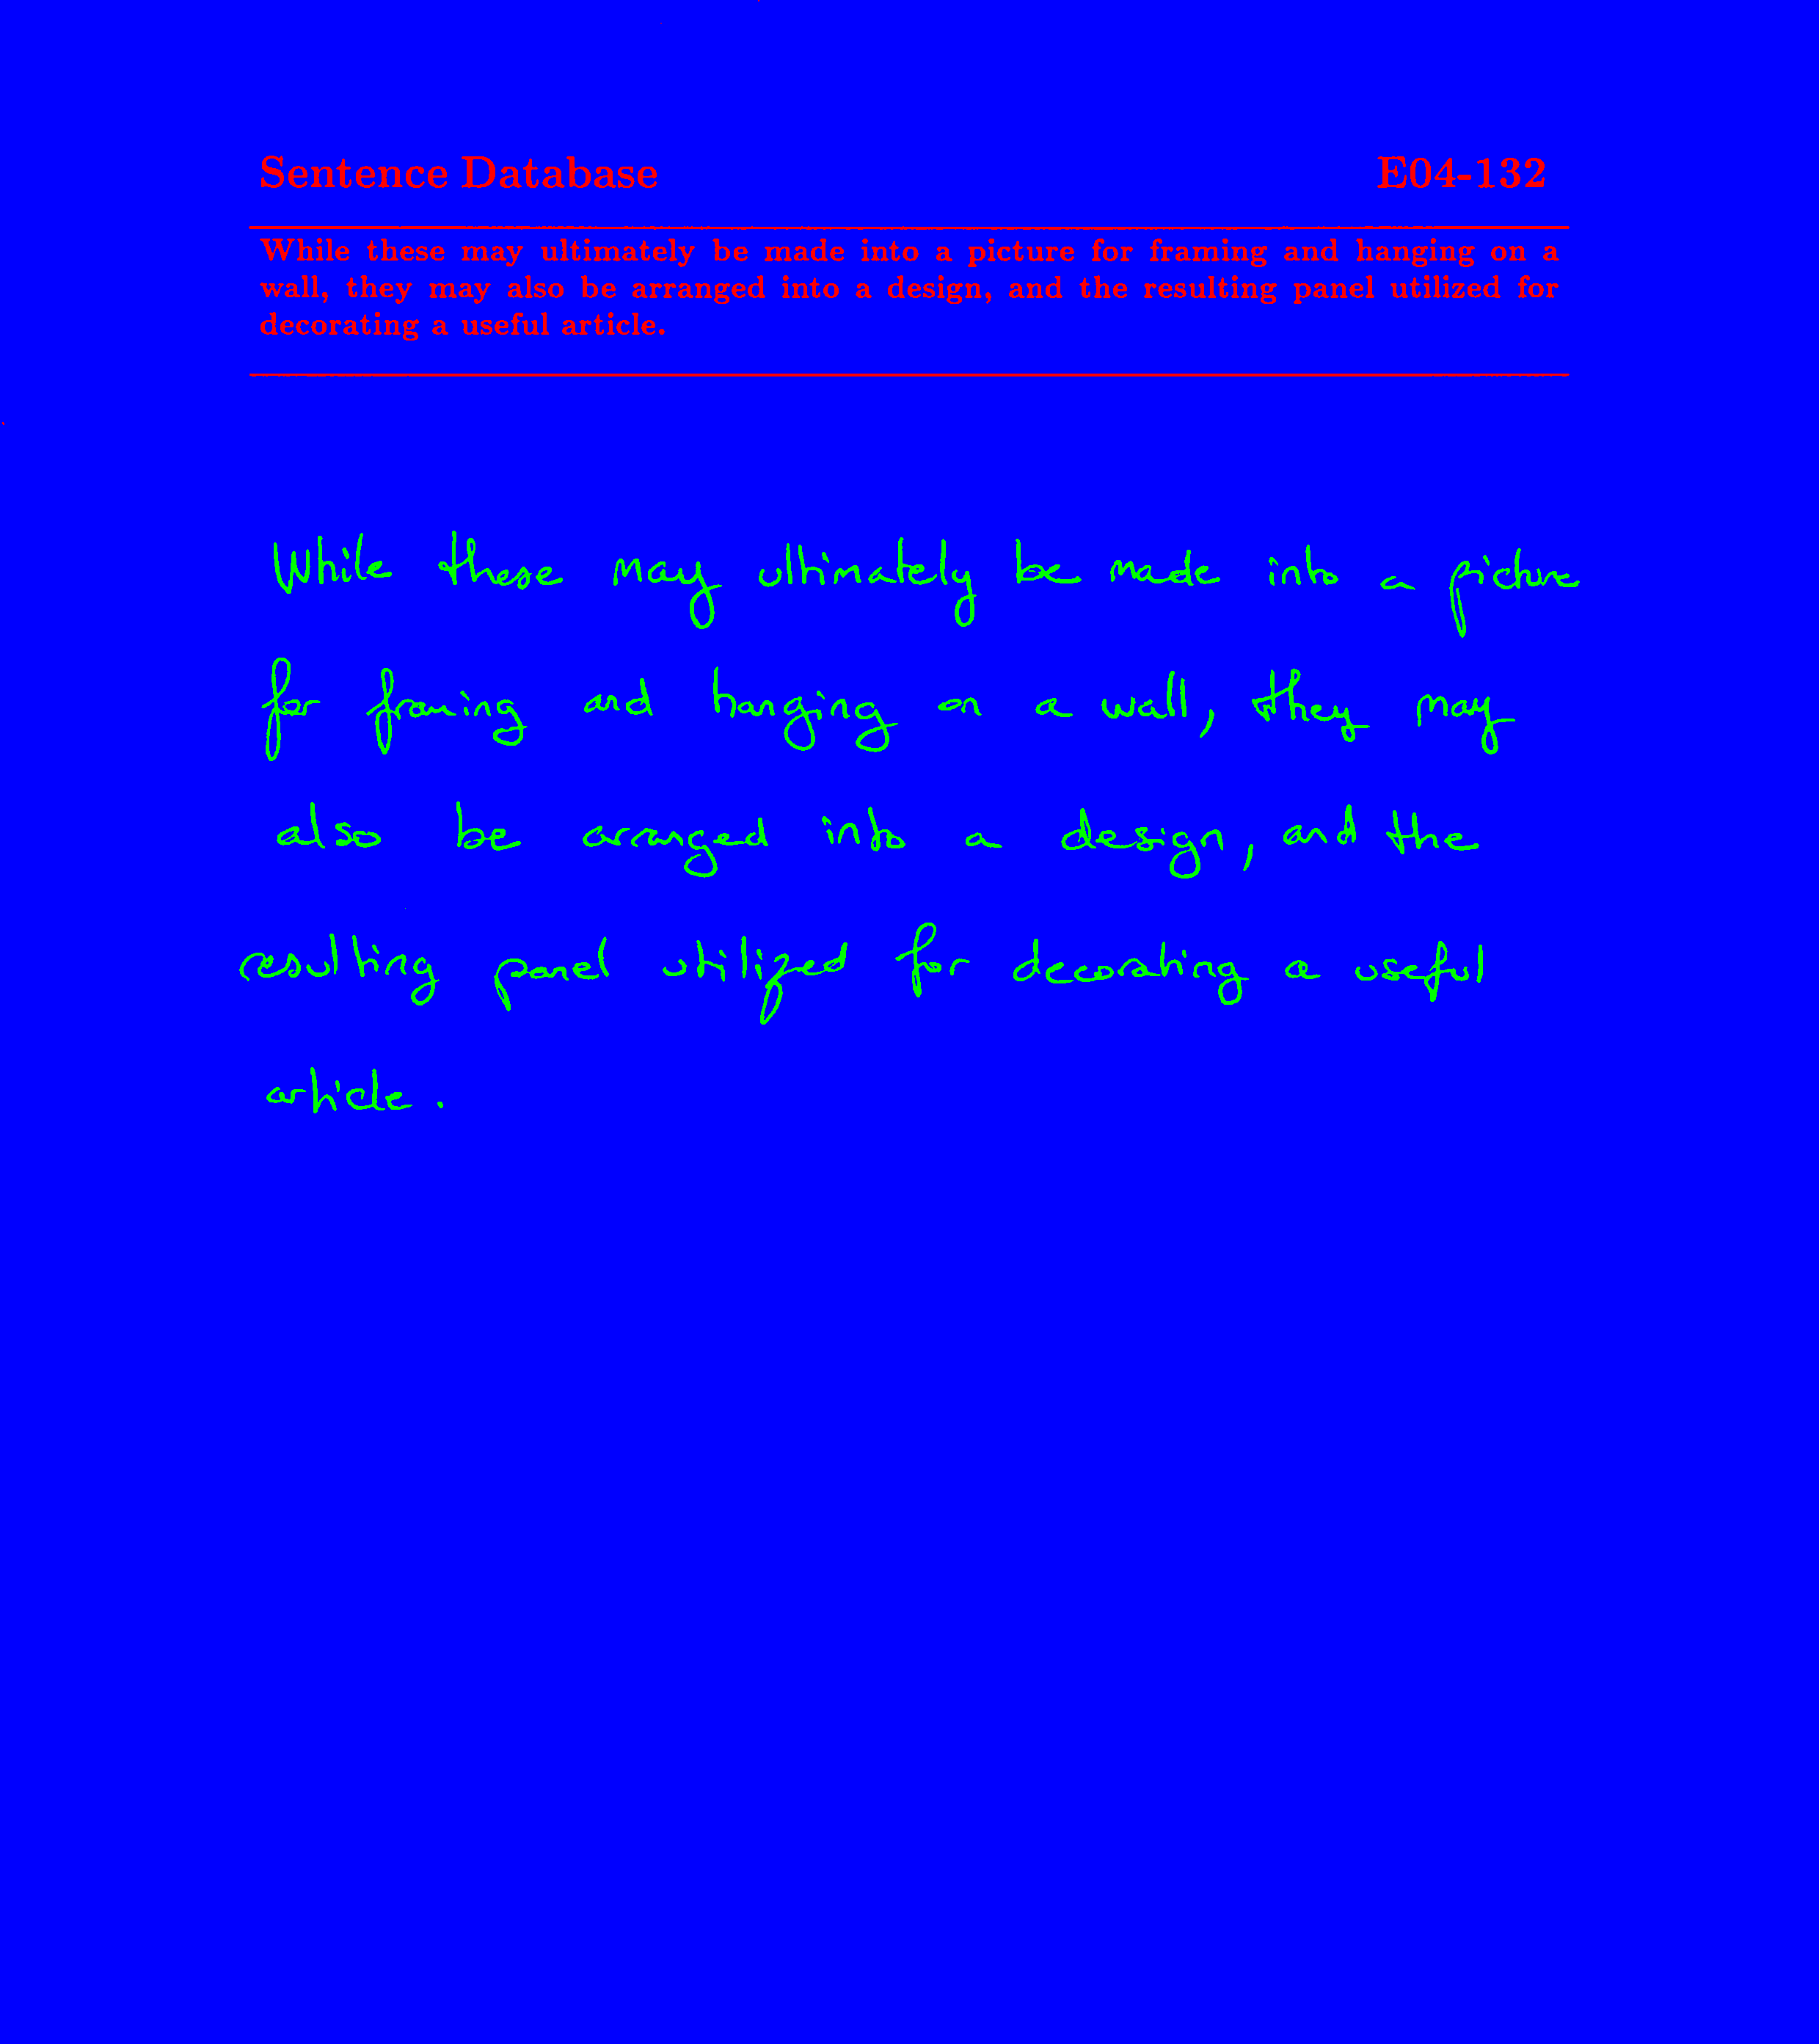 Sentence Database E04-132
While these may ultimately be made into a picture for framing and hanging on a
wall, they may also be arranged into a design, and the resulting panel utilized for
decorating a useful article.
While these may ultimately be made into a picture
for framing and hanging on a wall, they may
also be arranged into a design, and the
resulting panel utilized for decorating a useful
article.